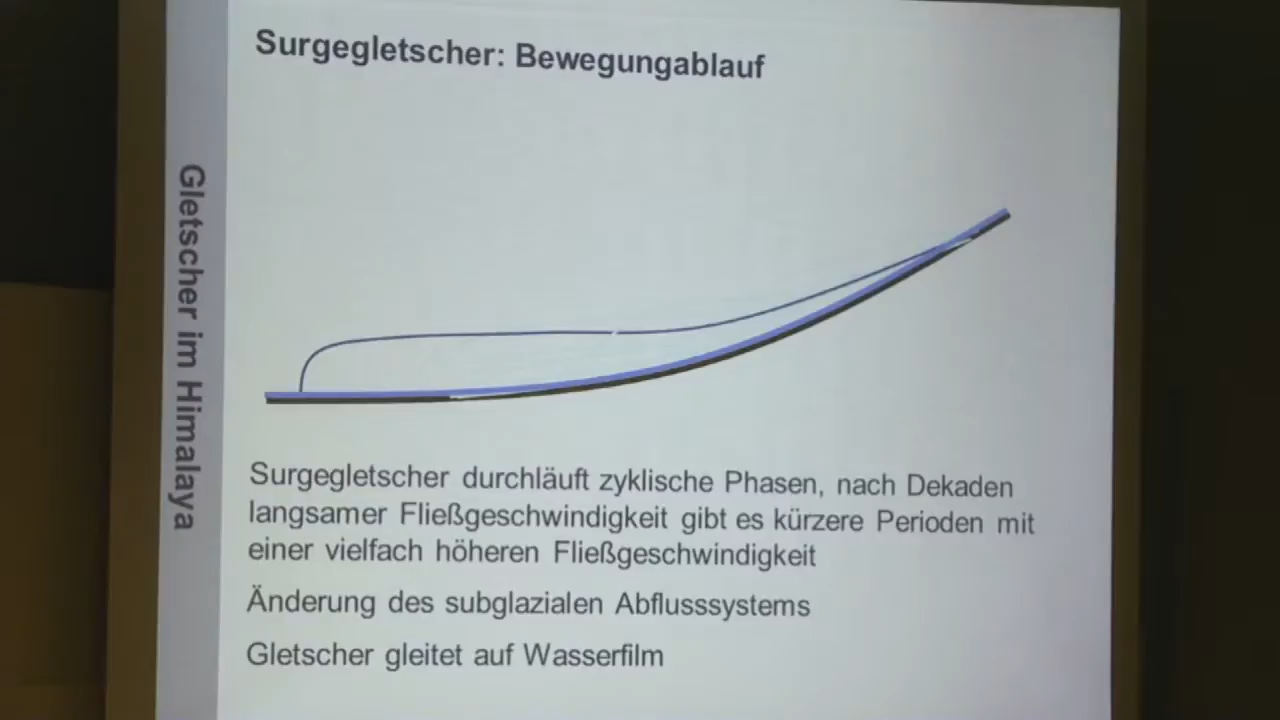 Surgegletscher: Bewegungablauf
Gletscher im Himalaya
Surgegletscher durchläuft zyklische Phasen, nach Dekaden
langsamer Fließgeschwindigkeit gibt es kürzere Perioden mit
einer vielfach höheren Fließgeschwindigkeit
Änderung des subglazialen Abflusssystems
Gletscher gleitet auf Wasserfilm